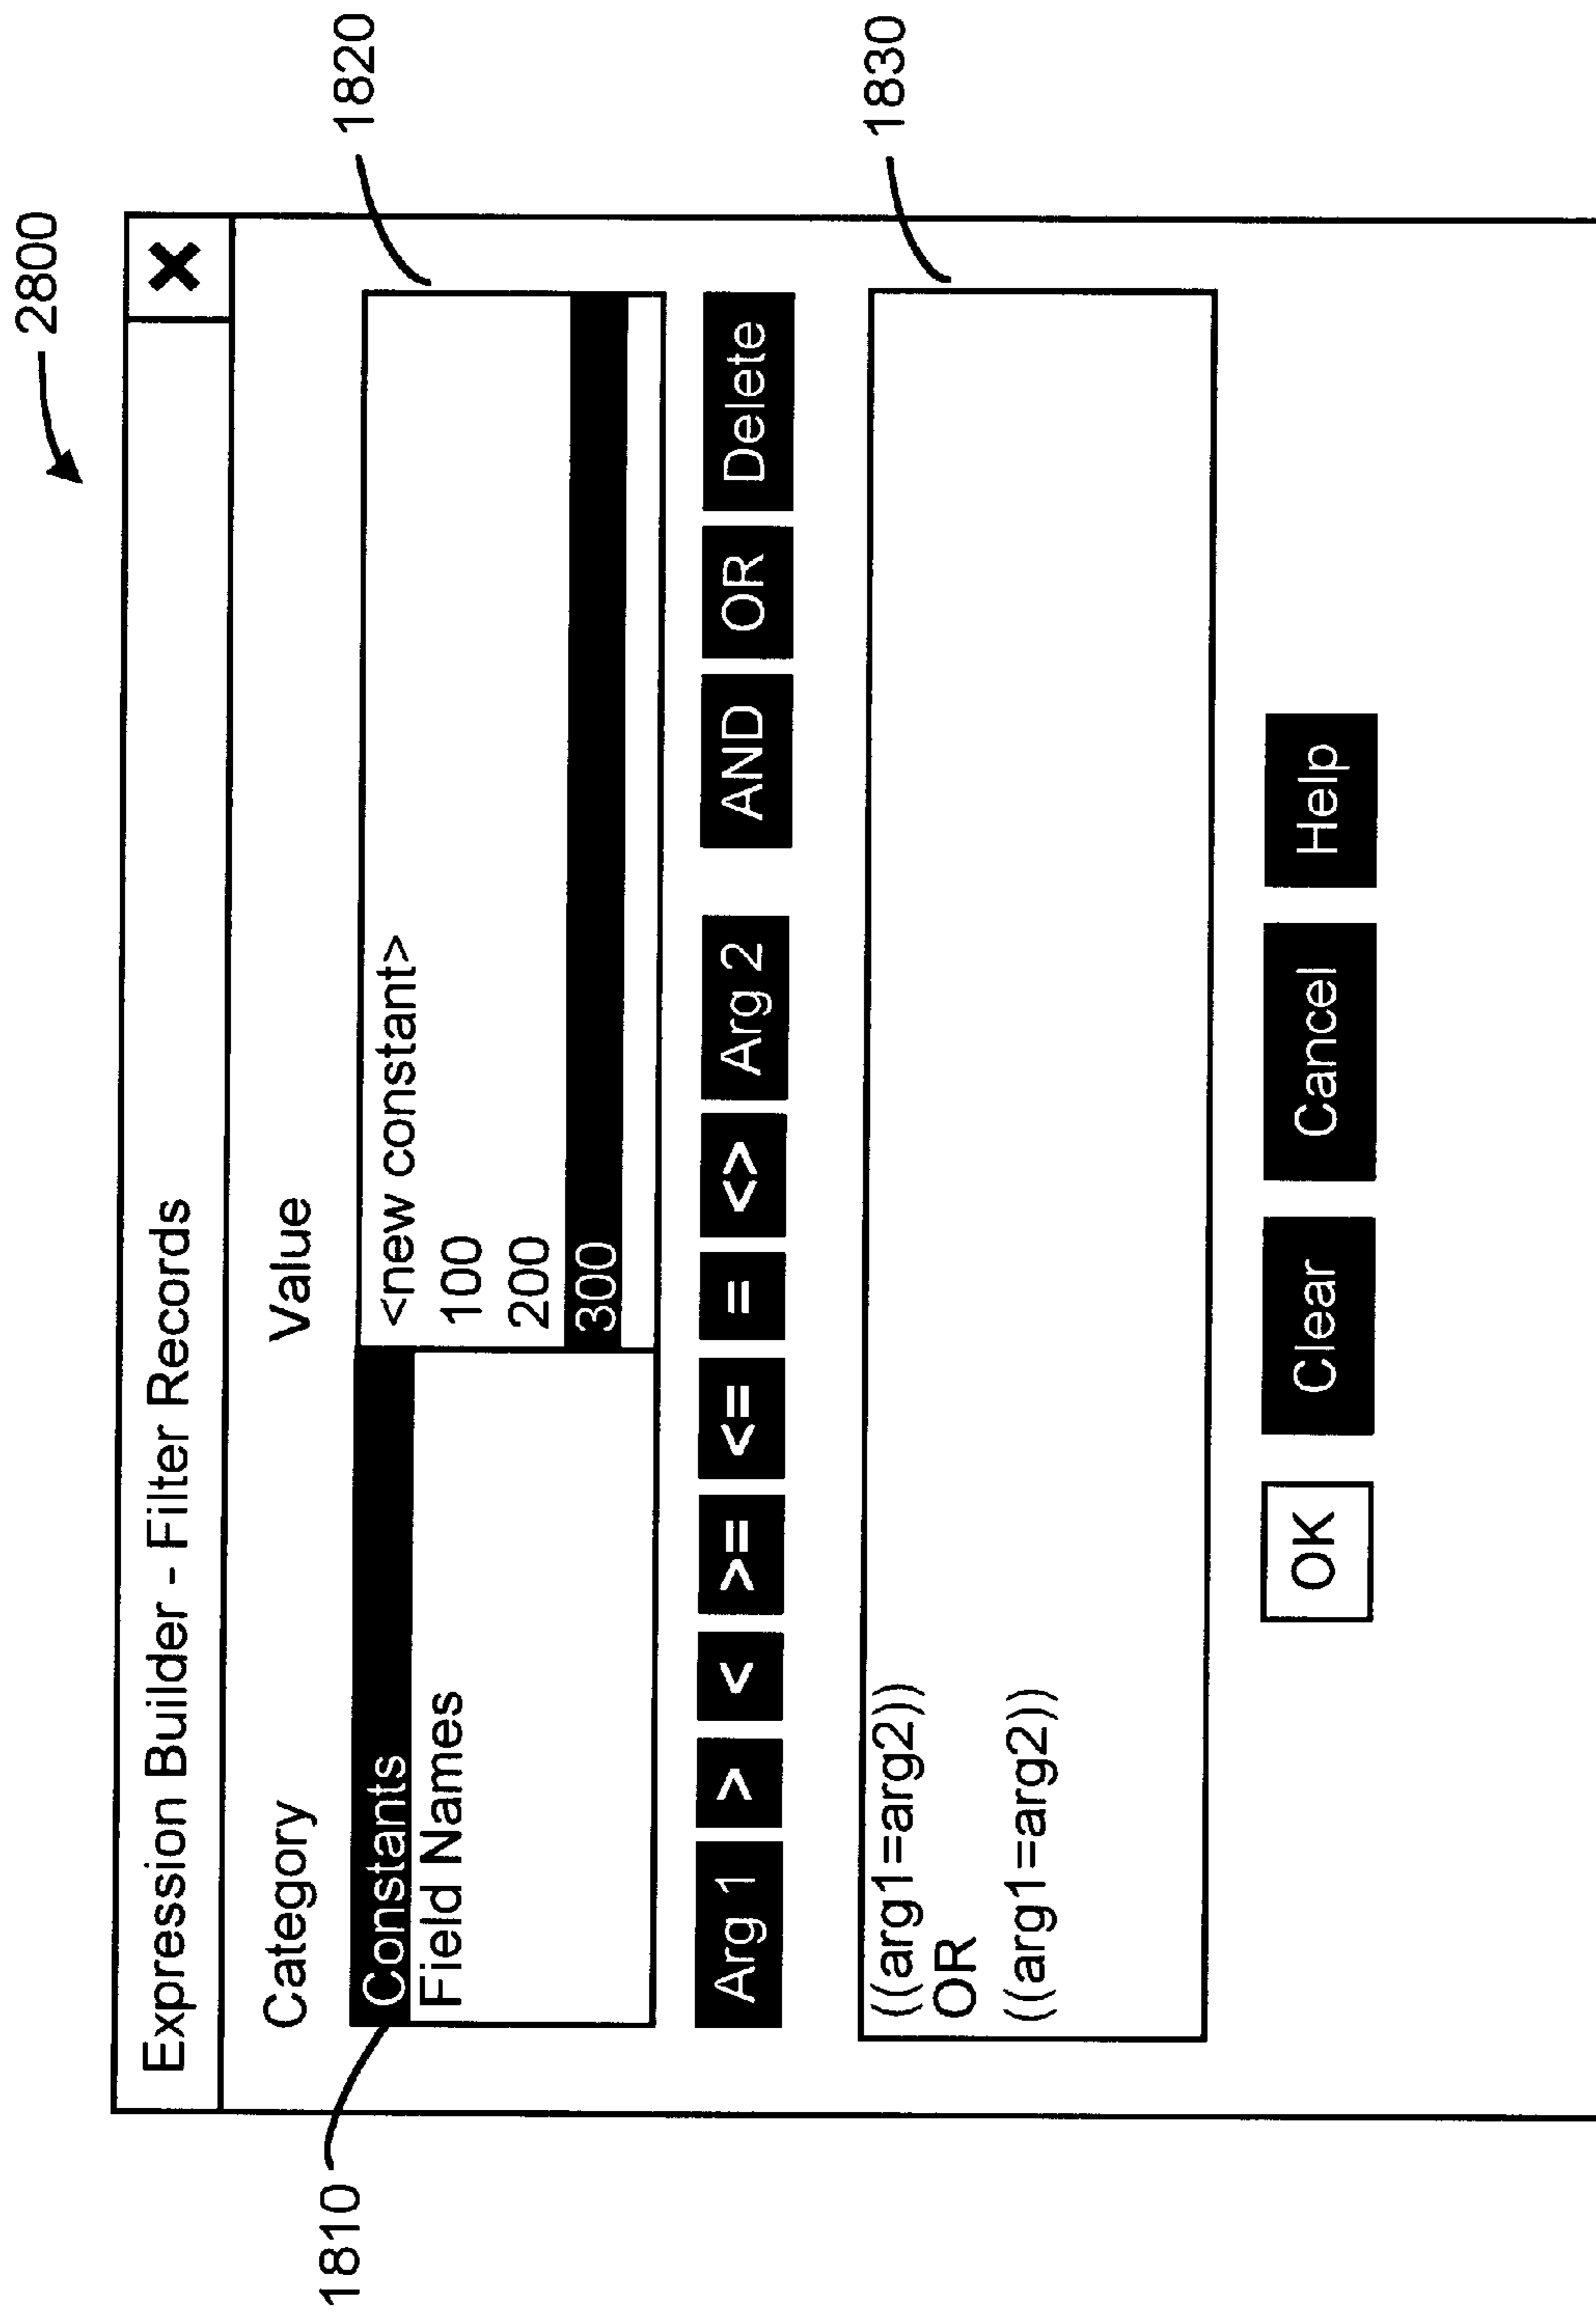 2800
Expression Builder - Filter Records
Category Value
1810 1820
Constants <new constant>
Field Names 100
200
300
Arg 1 > < >= <= = <> Arg 2 AND OR Delete
1830
((arg1=arg2))
OR
((arg1=arg2))
OK Clear Cancel Help